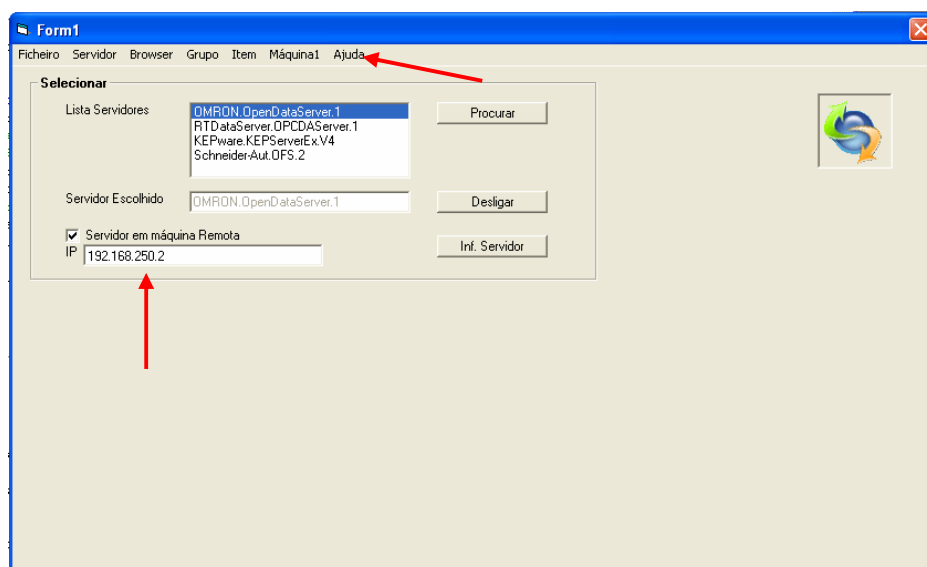 Form1
Ficheiro Servidor Browser Grupo Item Máquina1 Ajuda
Selecionar
Lista Servidores
OMRON.OpenDataServer.1
RTDataServer.OPCDAServer.1
KEPware.KEPServerEx.V4
Schneider-Aut.OFS.2
Procurar
Servidor Escolhido
OMRON.OpenDataServer.1
Desligar
Servidor em máquina Remota
IP 192.168.250.2
Inf. Servidor